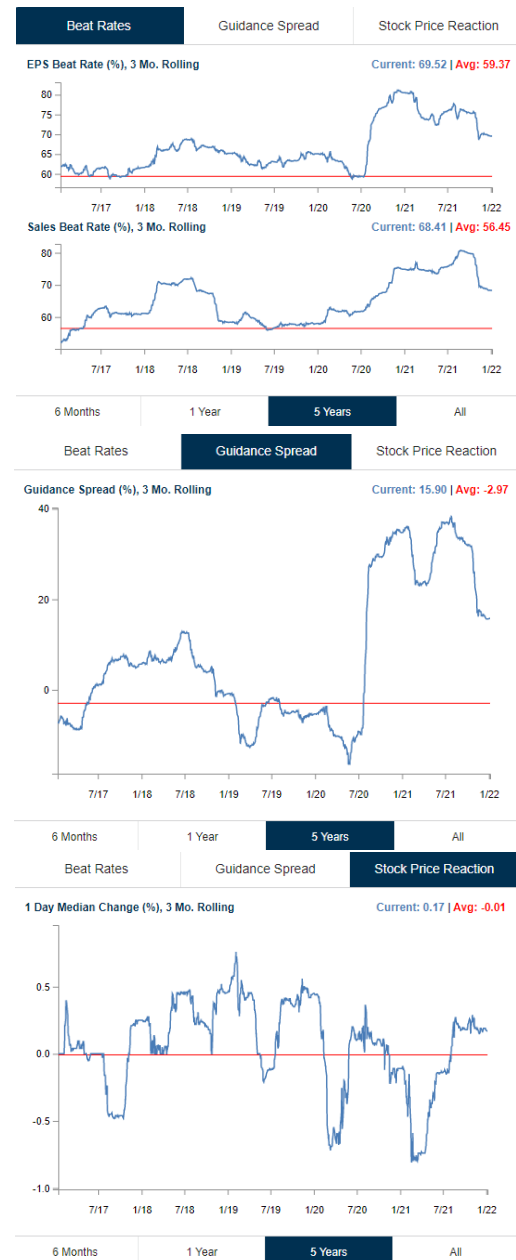 Beat Rates Guidance Spread Stock Price Reaction
EPS Beat Rate (%), 3 Mo. Rolling Current: 69.52 | Avg: 59.37
80
75
70
65
60
7/17 1/18 7/18 1/19 7/19 1/20 7/20 1/21 7/21 1/22
Sales Beat Rate (%), 3 Mo. Rolling Current: 68.41 | Avg: 56.45
80
70
60
7/17 1/18 7/18 1/19 7/19 1/20 7/20 1/21 7/21 1/22
6 Months 1 Year 5 Years All
Beat Rates Guidance Spread Stock Price Reaction
Guidance Spread (%), 3 Mo. Rolling Current: 15.90 | Avg: -2.97
40
20
0
7/17 1/18 7/18 1/19 7/19 1/20 7/20 1/21 7/21 1/22
6 Months 1 Year 5 Years All
Beat Rates Guidance Spread Stock Price Reaction
1 Day Median Change (%), 3 Mo. Rolling Current: 0.17 | Avg: -0.01
0.5
0.0
-0.5
-1.0
7/17 1/18 7/18 1/19 7/19 1/20 7/20 1/21 7/21 1/22
6 Months 1 Year 5 Years All